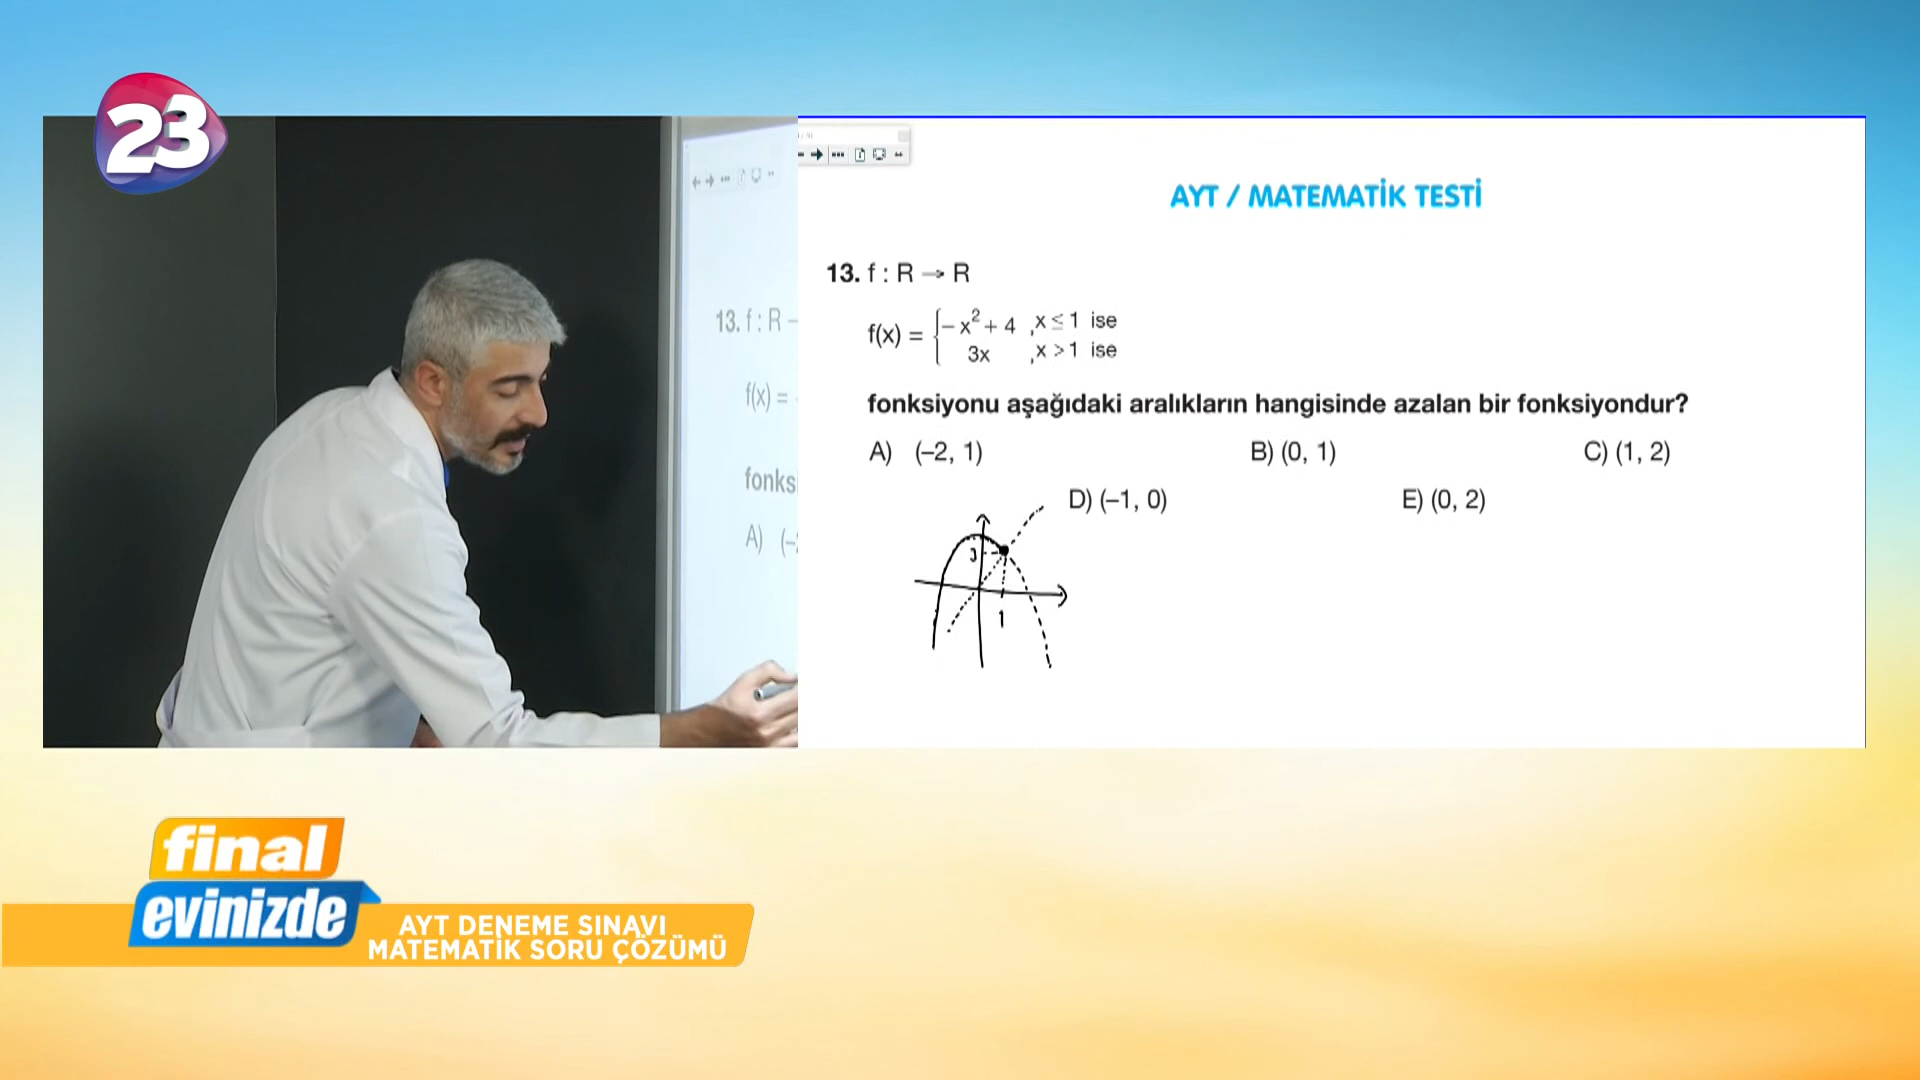 23
AYT / MATEMATİK TESTİ
13. f : R → R
f(x) = { -x² + 4 , x ≤ 1 ise
3x , x > 1 ise
fonksiyonu aşağıdaki aralıkların hangisinde azalan bir fonksiyondur?
A) (–2, 1) B) (0, 1) C) (1, 2)
D) (–1, 0) E) (0, 2)
3
1
13. f : R –
f(x) =
fonks
A) (–
final
evinizde
AYT DENEME SINAVI
MATEMATİK SORU ÇÖZÜMÜ